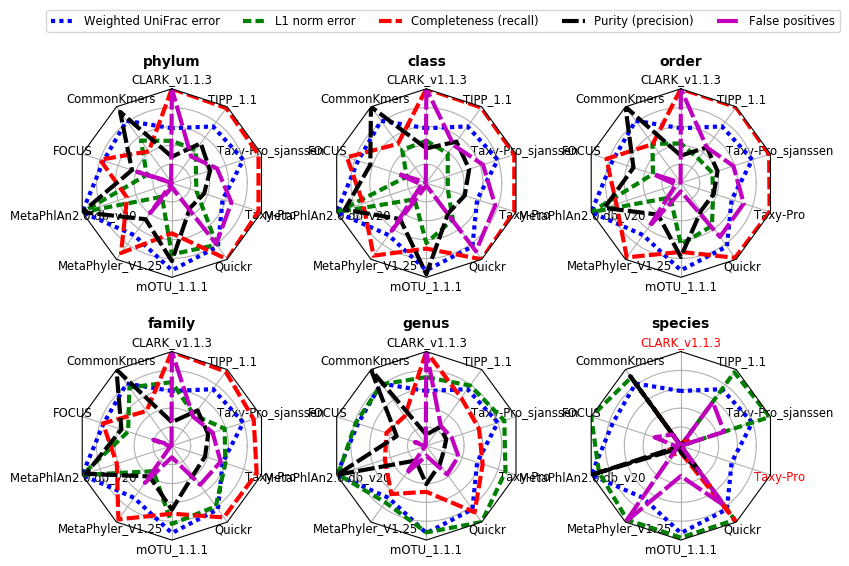 Weighted UniFrac error L1 norm error Completeness (recall) Purity (precision) False positives
phylum class order
CLARK_v1.1.3 CLARK_v1.1.3 CLARK_v1.1.3
CommonKmers TIPP_1.1 CommonKmers TIPP_1.1 CommonKmers TIPP_1.1
FOCUS Taxy-Pro_sjanssen FOCUS Taxy-Pro_sjanssen FOCUS Taxy-Pro_sjanssen
MetaPhlAn2.0_db_v20 Taxy-Pro MetaPhlAn2.0_db_v20 Taxy-Pro MetaPhlAn2.0_db_v20 Taxy-Pro
MetaPhyler_V1.25 Quickr MetaPhyler_V1.25 Quickr MetaPhyler_V1.25 Quickr
mOTU_1.1.1 mOTU_1.1.1 mOTU_1.1.1
family genus species
CLARK_v1.1.3 CLARK_v1.1.3 CLARK_v1.1.3
CommonKmers TIPP_1.1 CommonKmers TIPP_1.1 CommonKmers TIPP_1.1
FOCUS Taxy-Pro_sjanssen FOCUS Taxy-Pro_sjanssen FOCUS Taxy-Pro_sjanssen
MetaPhlAn2.0_db_v20 Taxy-Pro MetaPhlAn2.0_db_v20 Taxy-Pro MetaPhlAn2.0_db_v20 Taxy-Pro
MetaPhyler_V1.25 Quickr MetaPhyler_V1.25 Quickr MetaPhyler_V1.25 Quickr
mOTU_1.1.1 mOTU_1.1.1 mOTU_1.1.1